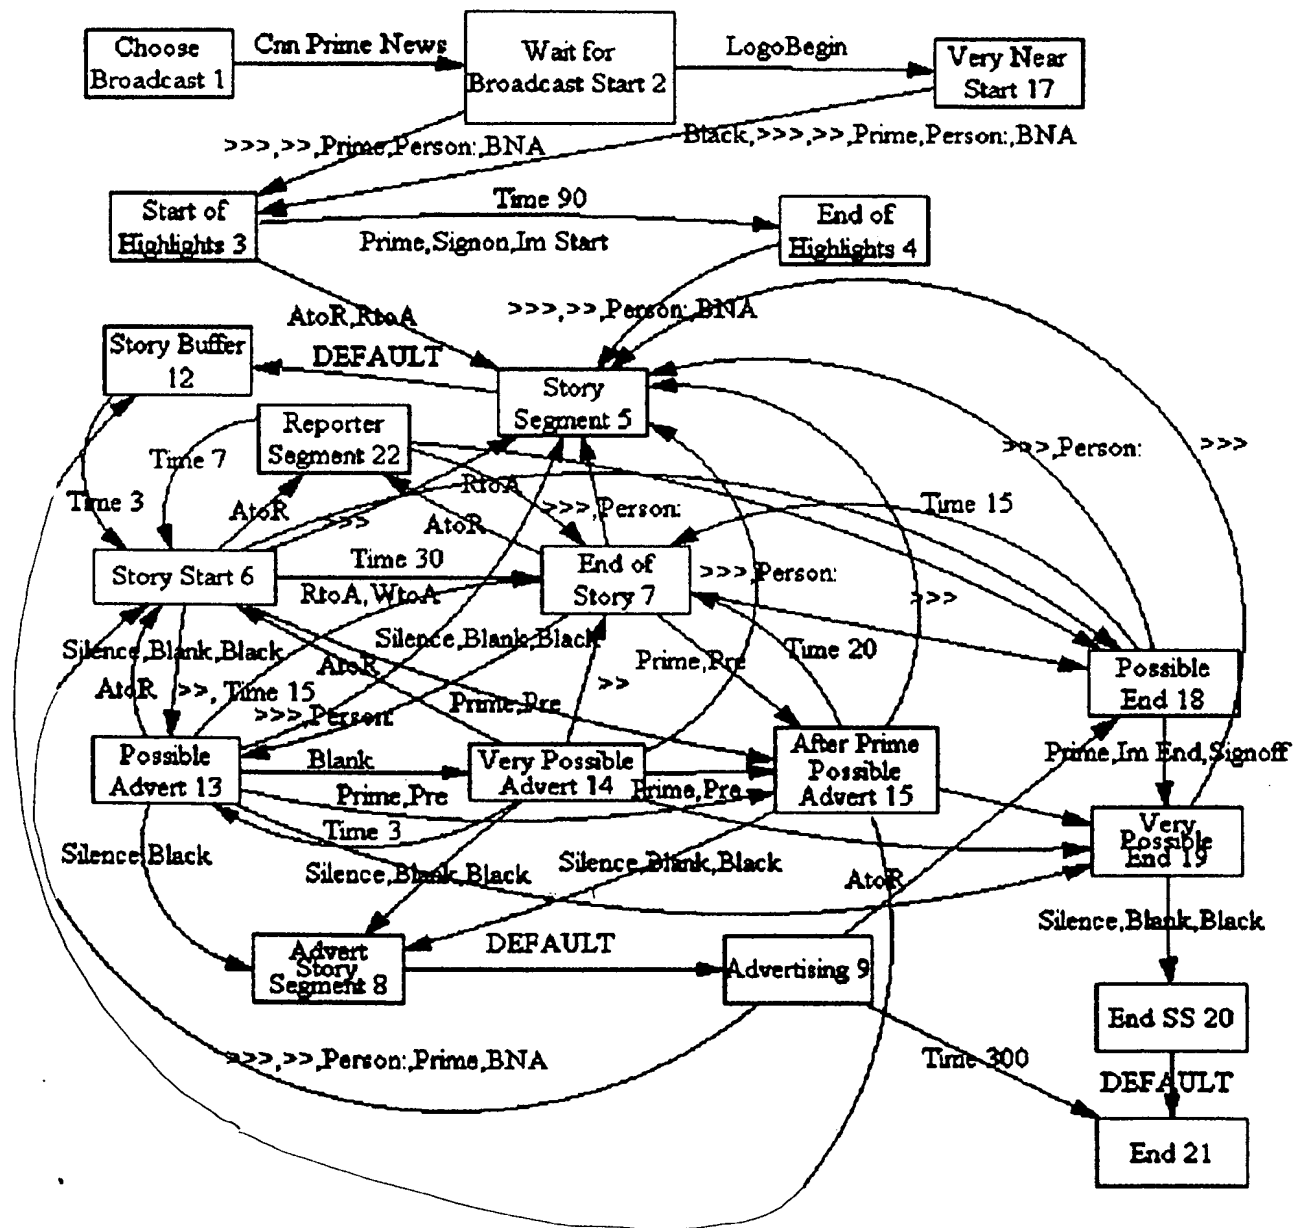 Choose
Broadcast 1
Cnn Prime News
Wait for
Broadcast Start 2
LogoBegin
Very Near
Start 17
>>>,>>,Prime,Person:,BNA
Black,>>>,>>,Prime,Person:,BNA
Start of
Highlights 3
Time 90
Prime,Signon,Im Start
End of
Highlights 4
AtoR,RtoA
>>>,>>,Person:,BNA
Story Buffer
12
DEFAULT
Story
Segment 5
Reporter
Segment 22
Time 7
>>>,Person:
>>>
Time 3
AtoR
>>>
RtoA
AtoR
>>>,Person:
Time 15
Story Start 6
Time 30
RtoA,WtoA
End of
Story 7
>>>,Person:
>>>
Silence,Blank,Black
AtoR
>>, Time 15
AtoR
Silence,Blank,Black
Prime,Pre
Time 20
Possible
End 18
Prime,Pre
>>
>>>,Person:
Possible
Advert 13
Blank
Very Possible
Advert 14
After Prime
Possible
Advert 15
Prime,Im End,Signoff
Prime,Pre
Prime,Pre
Time 3
Very
Possible
End 19
Silence,Black
Silence,Blank,Black
Silence,Blank,Black
AtoR
Silence,Blank,Black
Advert
Story
Segment 8
DEFAULT
Advertising 9
End SS 20
>>>,>>,Person:,Prime,BNA
Time 300
DEFAULT
End 21